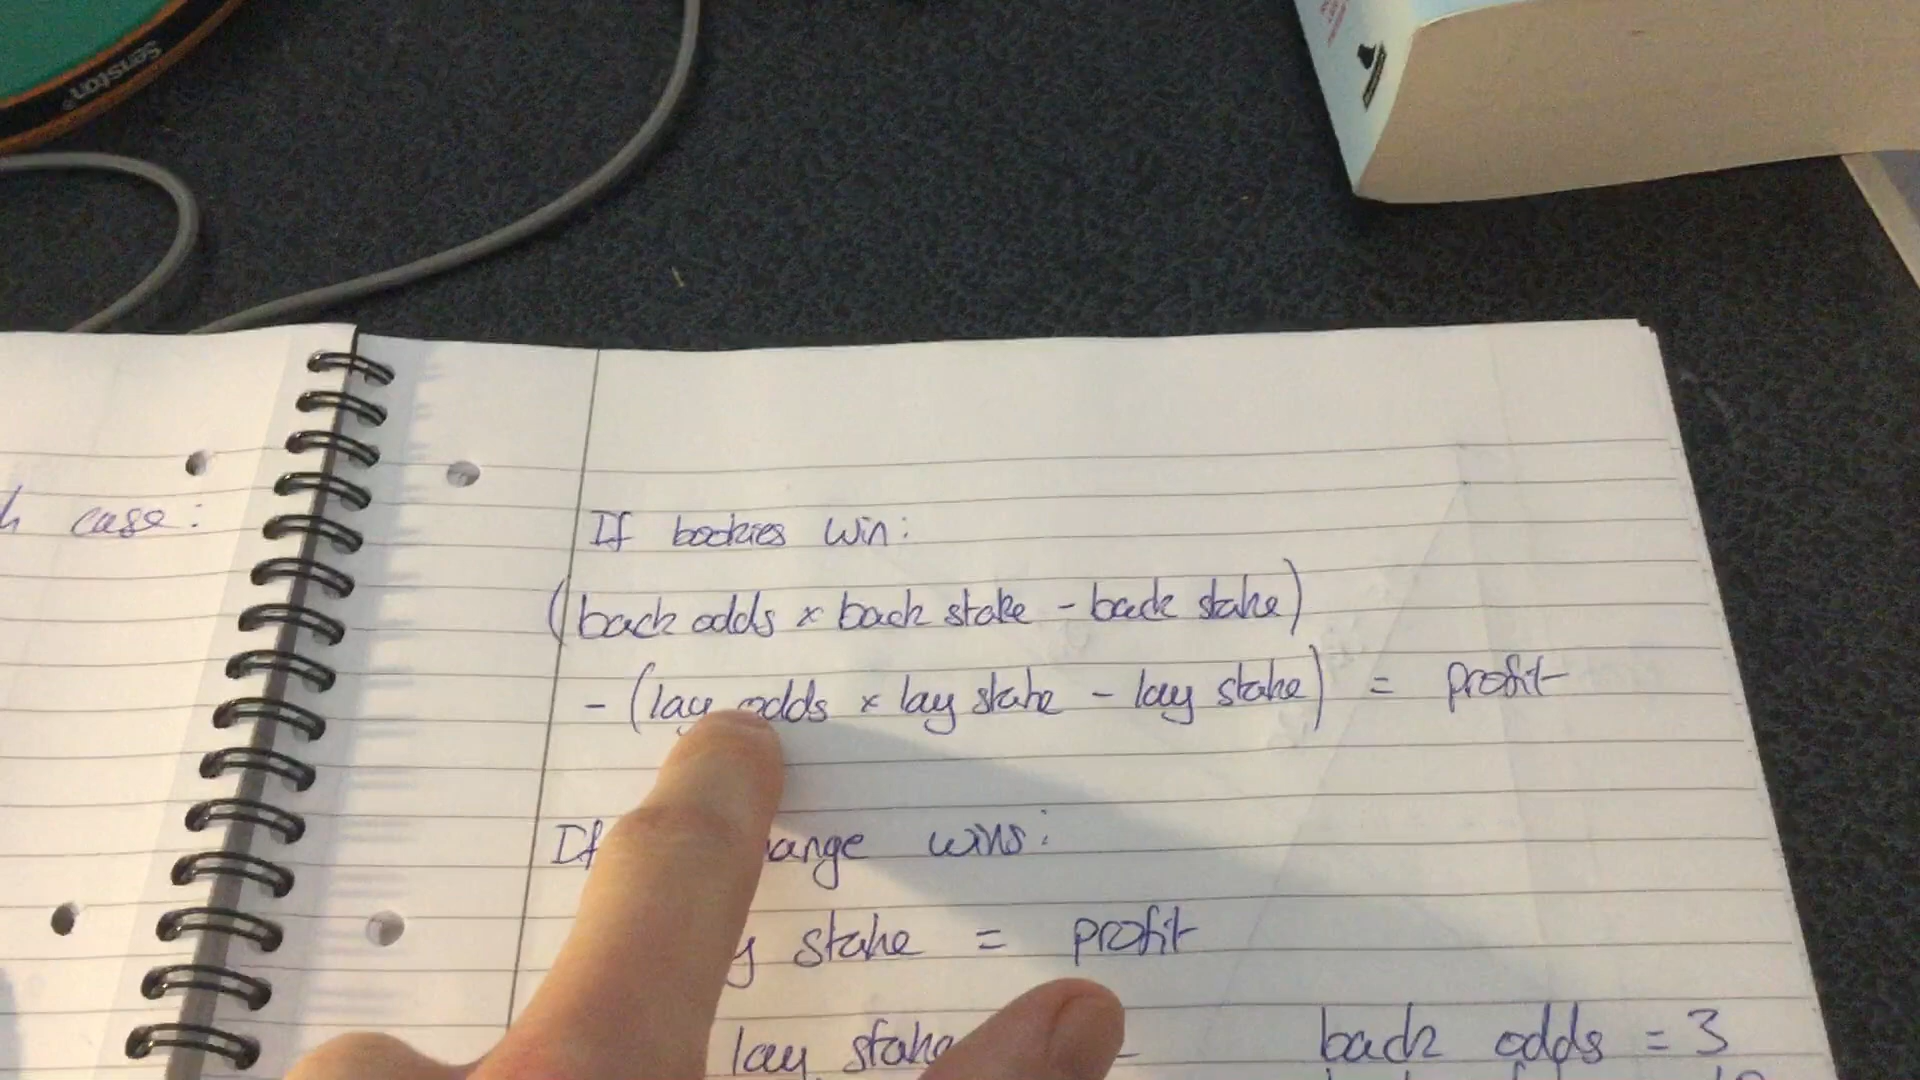 Senston
h case:
If bookies win:
(back odds x back stake - back stake)
- (lay odds x lay stake - lay stake) = profit
If ange wins:
y stake = profit
lay stake
back odds = 3